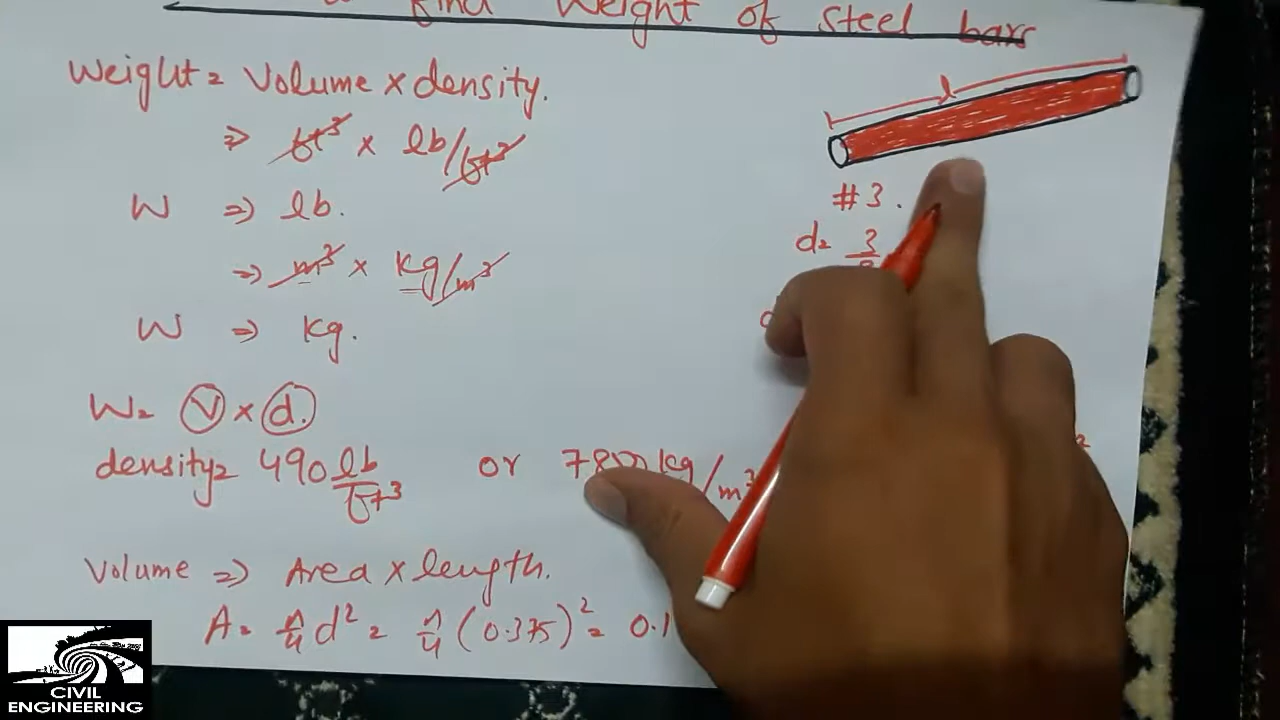 Find Weight of Steel bars
Weight = Volume × density.
⇒ ft³ × lb/ft³
W ⇒ lb.
⇒ m³ × kg/m³
W ⇒ kg.
W = V × d.
density = 490 lb/ft³ or 78 kg/m³
Volume ⇒ Area × length.
A = π/4 d² = π/4 (0.375)² = 0.1
l
#3.
d = 3
CIVIL
ENGINEERING